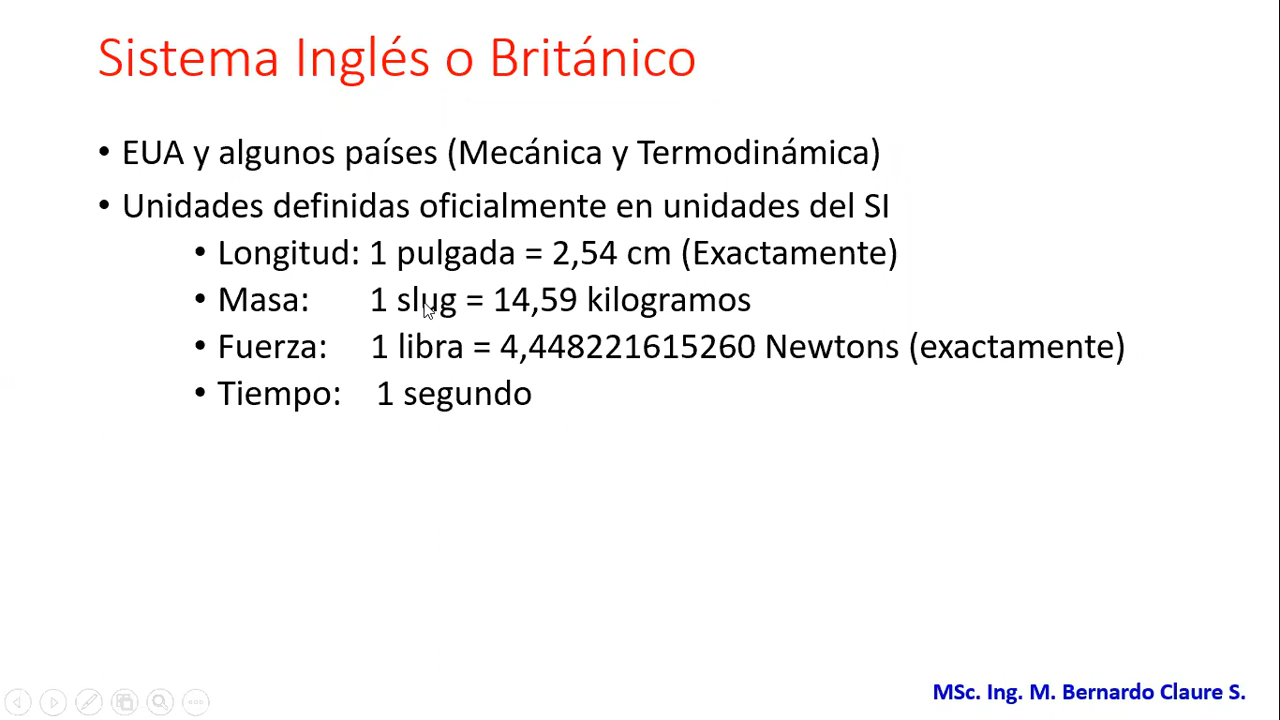 Sistema Inglés o Británico
• EUA y algunos países (Mecánica y Termodinámica)
• Unidades definidas oficialmente en unidades del SI
• Longitud: 1 pulgada = 2,54 cm (Exactamente)
• Masa: 1 slug = 14,59 kilogramos
• Fuerza: 1 libra = 4,448221615260 Newtons (exactamente)
• Tiempo: 1 segundo
MSc. Ing. M. Bernardo Claure S.